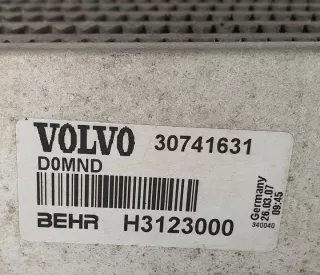 VOLVO 30741631
D0MND
BEHR H3123000
Germany
26.03.07
09:45
340040